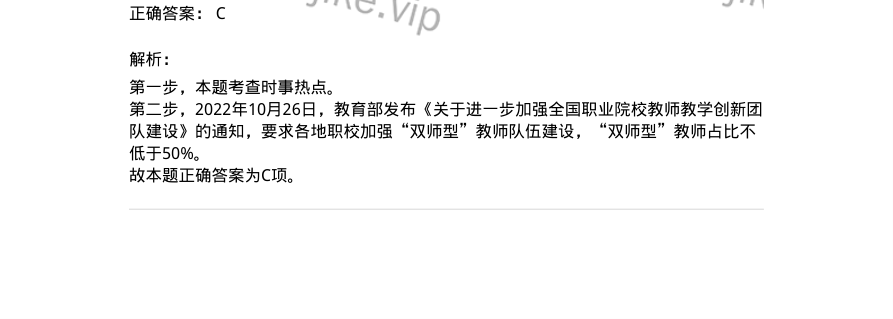 正确答案： C
解析：
第一步，本题考查时事热点。
第二步，2022年10月26日，教育部发布《关于进一步加强全国职业院校教师教学创新团
队建设》的通知，要求各地职校加强“双师型”教师队伍建设，“双师型”教师占比不
低于50%。
故本题正确答案为C项。